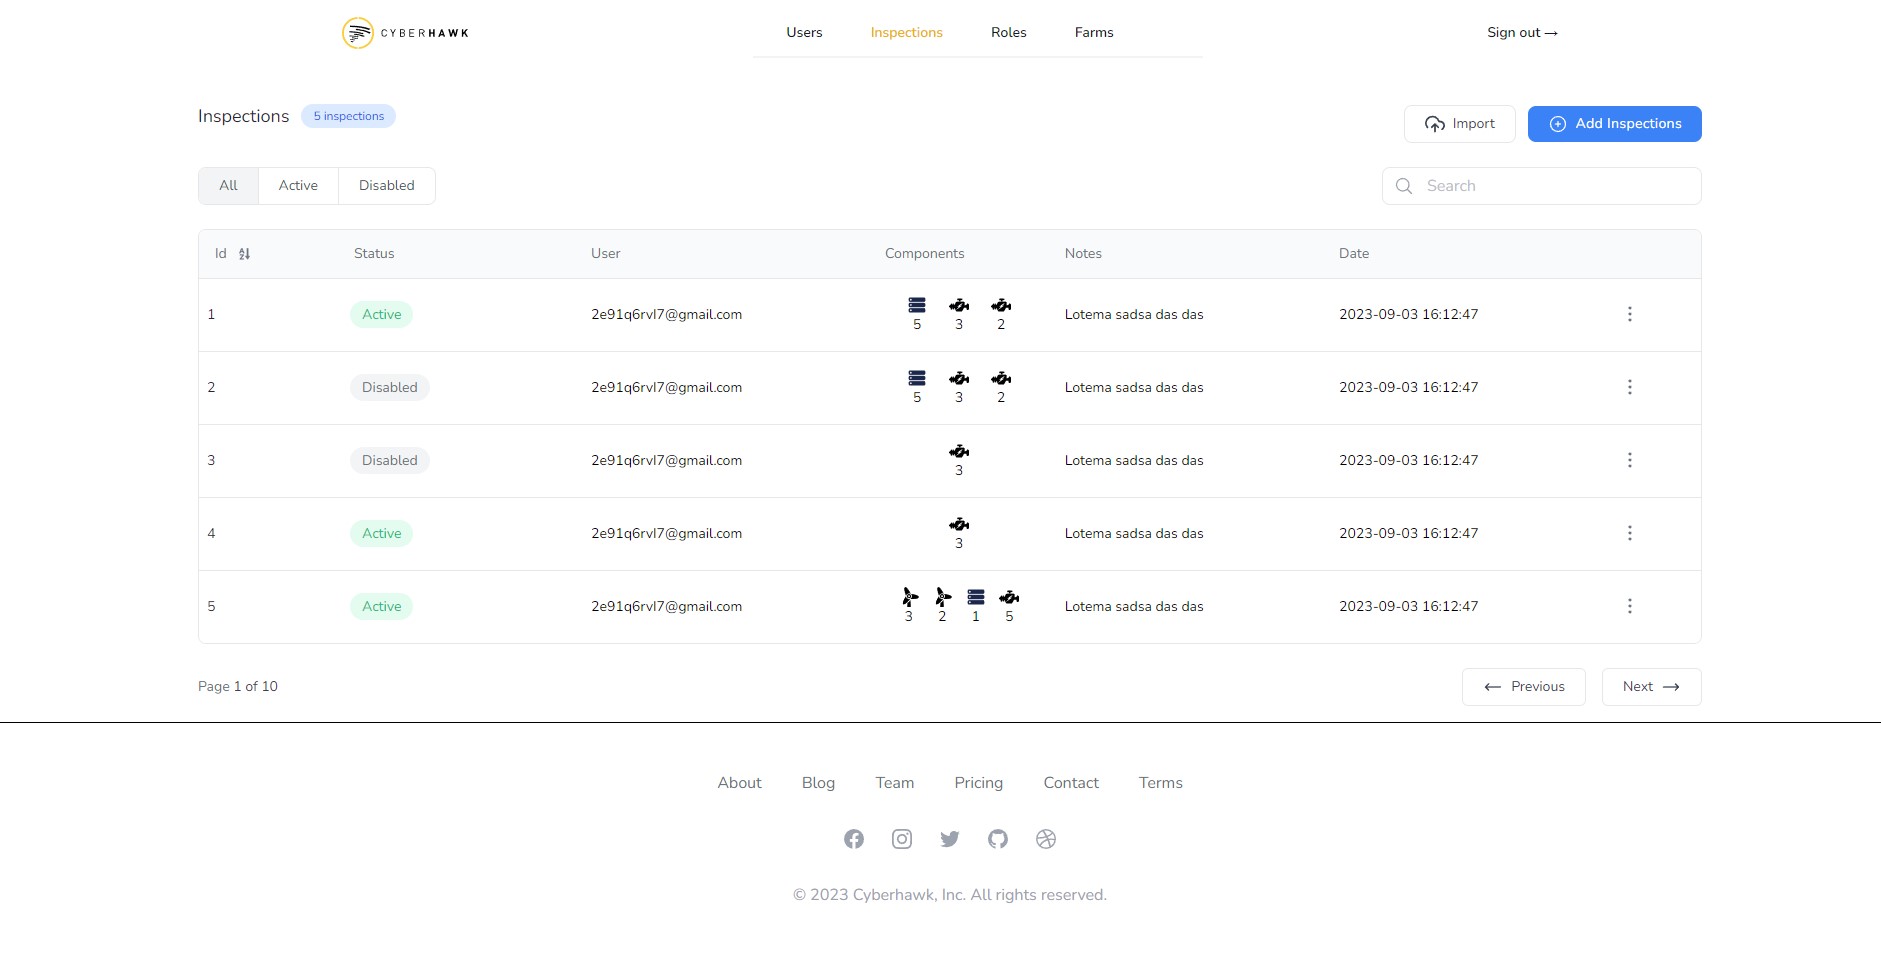 CYBERHAWK
Users Inspections Roles Farms
Sign out →
Inspections 5 inspections
Import Add Inspections
All Active Disabled
Search
Id Status User Components Notes Date
1 Active 2e91q6rvI7@gmail.com 5 3 2 Lotema sadsa das das 2023-09-03 16:12:47
2 Disabled 2e91q6rvI7@gmail.com 5 3 2 Lotema sadsa das das 2023-09-03 16:12:47
3 Disabled 2e91q6rvI7@gmail.com 3 Lotema sadsa das das 2023-09-03 16:12:47
4 Active 2e91q6rvI7@gmail.com 3 Lotema sadsa das das 2023-09-03 16:12:47
5 Active 2e91q6rvI7@gmail.com 3 2 1 5 Lotema sadsa das das 2023-09-03 16:12:47
Page 1 of 10
← Previous Next →
About Blog Team Pricing Contact Terms
© 2023 Cyberhawk, Inc. All rights reserved.